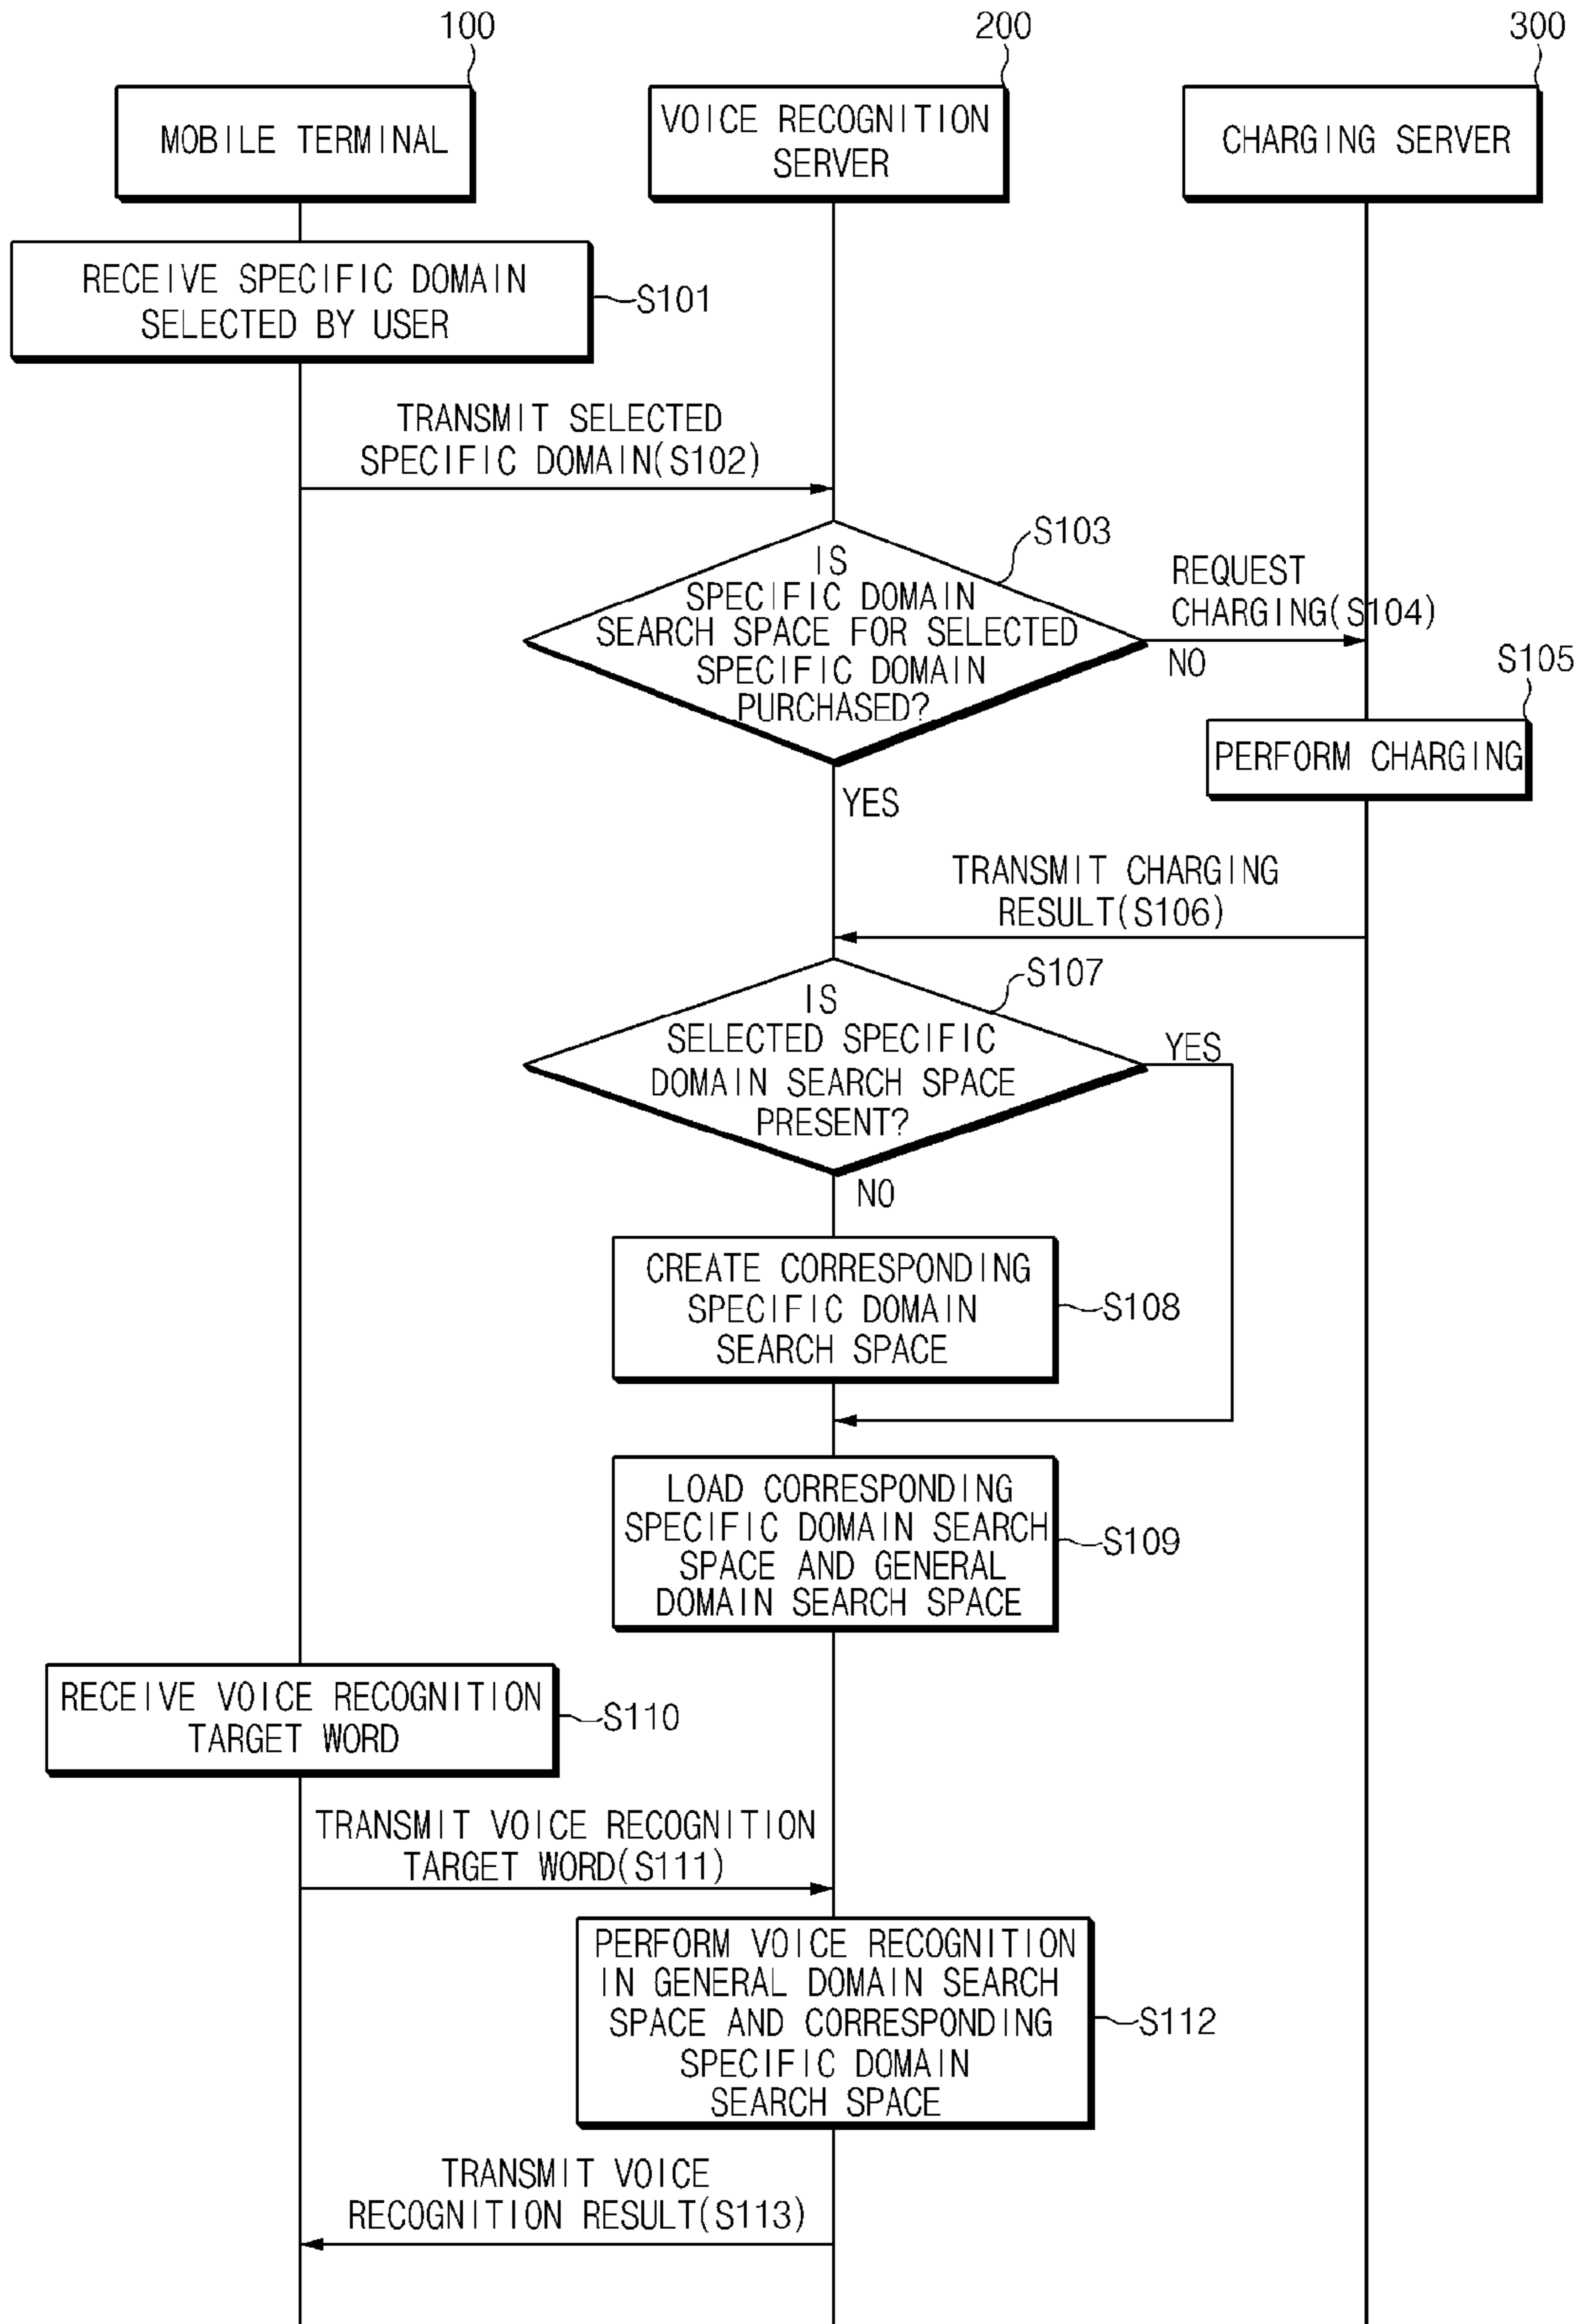 100
200
300
MOBILE TERMINAL
VOICE RECOGNITION
SERVER
CHARGING SERVER
RECEIVE SPECIFIC DOMAIN
SELECTED BY USER
S101
TRANSMIT SELECTED
SPECIFIC DOMAIN(S102)
S103
IS
SPECIFIC DOMAIN
SEARCH SPACE FOR SELECTED
SPECIFIC DOMAIN
PURCHASED?
REQUEST
CHARGING(S104)
NO
S105
PERFORM CHARGING
YES
TRANSMIT CHARGING
RESULT(S106)
S107
IS
SELECTED SPECIFIC
DOMAIN SEARCH SPACE
PRESENT?
YES
NO
CREATE CORRESPONDING
SPECIFIC DOMAIN
SEARCH SPACE
S108
LOAD CORRESPONDING
SPECIFIC DOMAIN SEARCH
SPACE AND GENERAL
DOMAIN SEARCH SPACE
S109
RECEIVE VOICE RECOGNITION
TARGET WORD
S110
TRANSMIT VOICE RECOGNITION
TARGET WORD(S111)
PERFORM VOICE RECOGNITION
IN GENERAL DOMAIN SEARCH
SPACE AND CORRESPONDING
SPECIFIC DOMAIN
SEARCH SPACE
S112
TRANSMIT VOICE
RECOGNITION RESULT(S113)